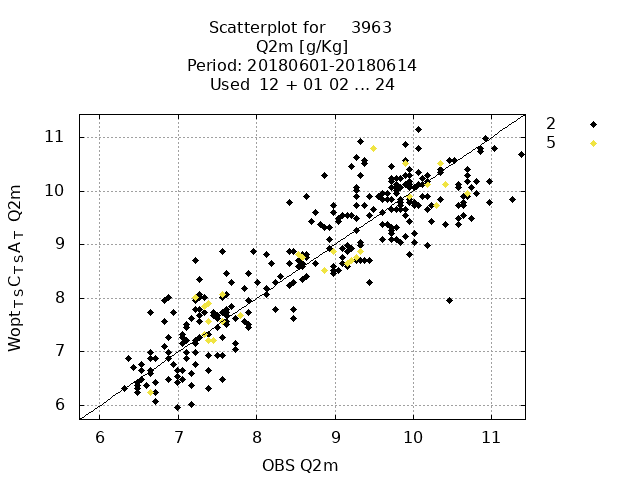 Scatterplot for 3963
Q2m [g/Kg]
Period: 20180601-20180614
Used 12 + 01 02 ... 24
2
5
11
10
9
8
7
6
Wopt T S C T S A T Q2m
6 7 8 9 10 11
OBS Q2m